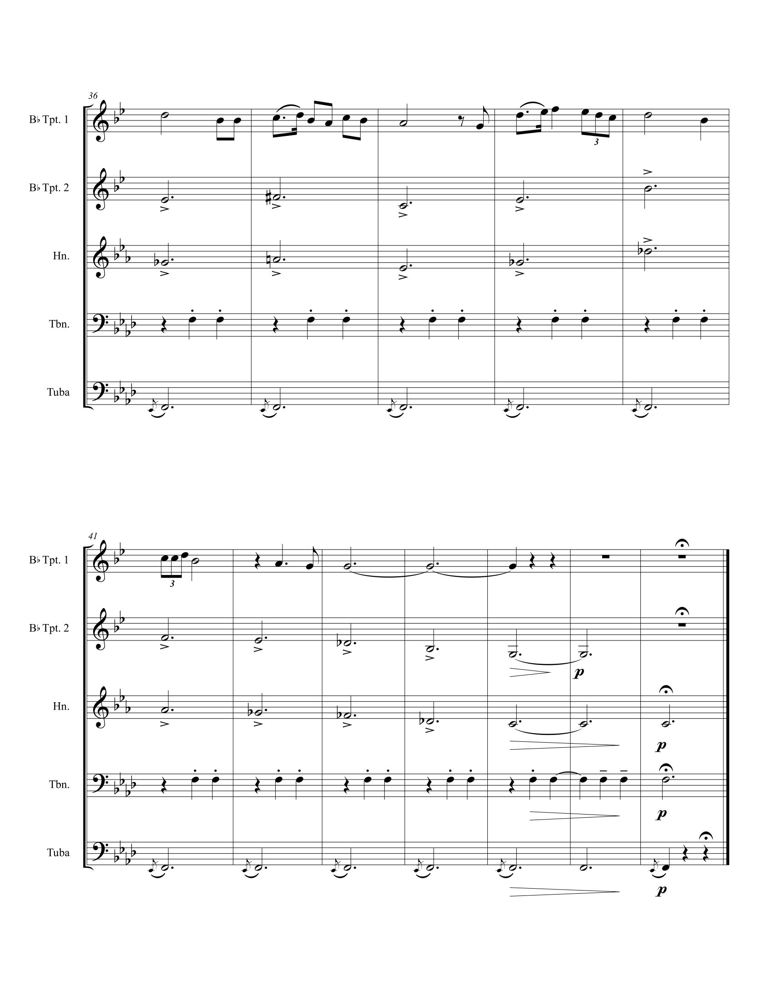 36
B♭ Tpt. 1
3
B♭ Tpt. 2
Hn.
Tbn.
Tuba
41
B♭ Tpt. 1
3
B♭ Tpt. 2
p
Hn.
p
Tbn.
p
Tuba
p